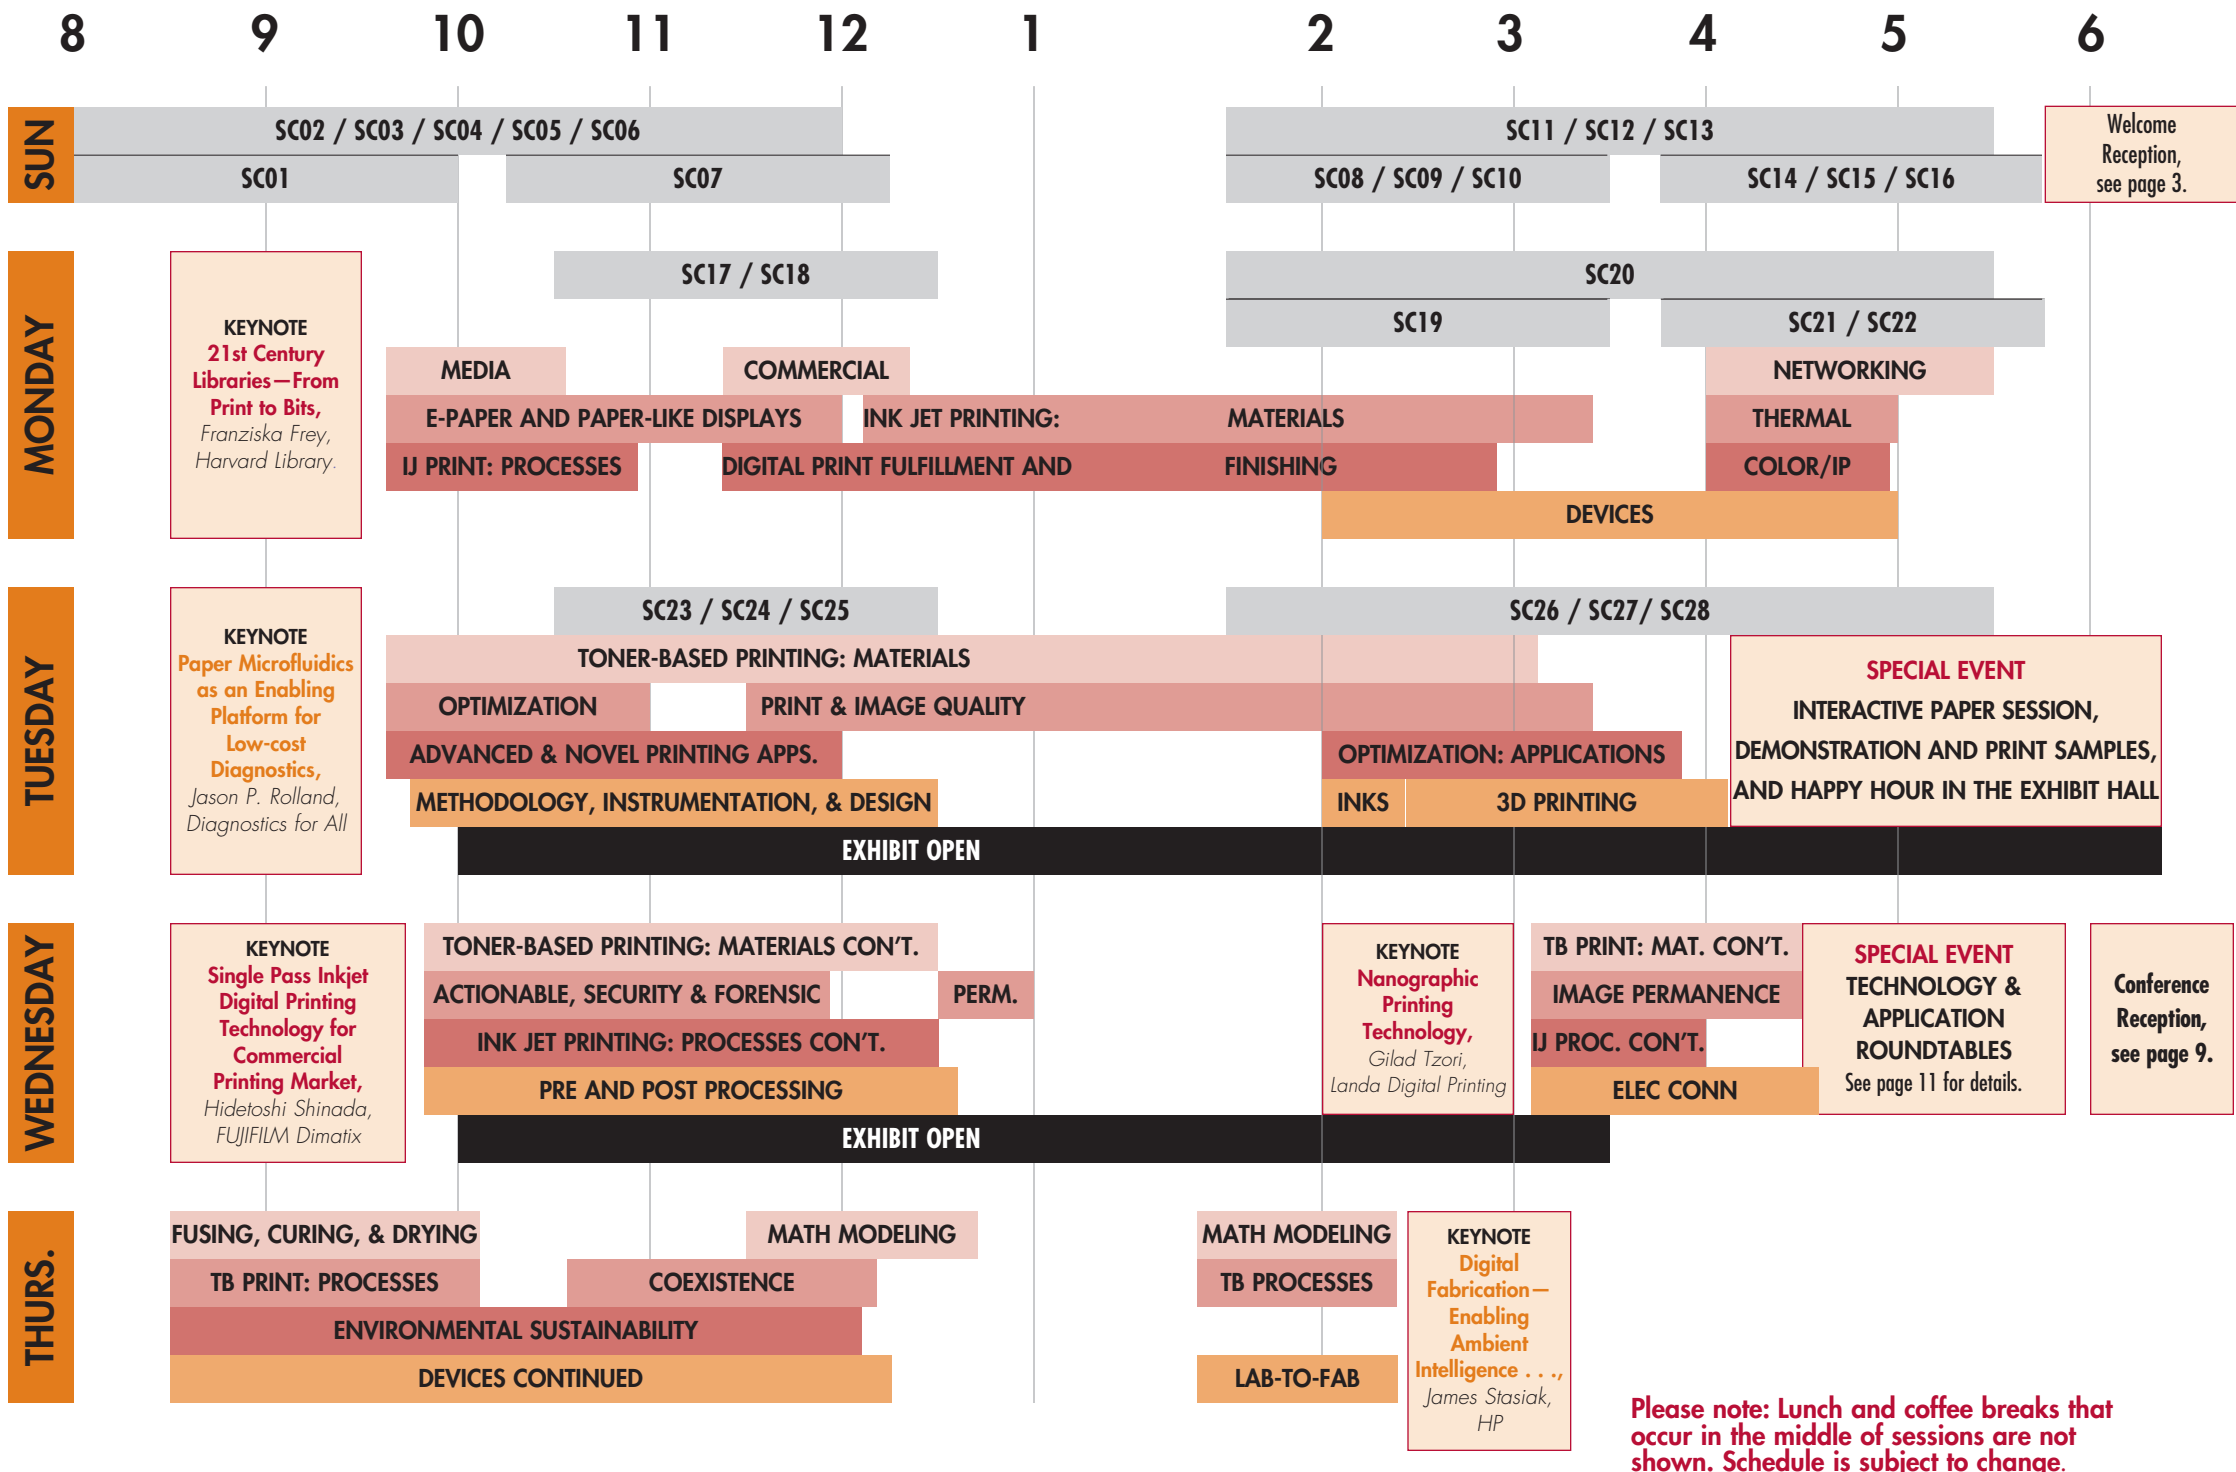 8 9 10 11 12 1 2 3 4 5 6
SUN
SC02 / SC03 / SC04 / SC05 / SC06
SC11 / SC12 / SC13
SC01
SC07
SC08 / SC09 / SC10
SC14 / SC15 / SC16
Welcome
Reception,
see page 3.
MONDAY
KEYNOTE
21st Century
Libraries—From
Print to Bits,
Franziska Frey,
Harvard Library.
SC17 / SC18
SC20
SC19
SC21 / SC22
MEDIA
COMMERCIAL
NETWORKING
E-PAPER AND PAPER-LIKE DISPLAYS
INK JET PRINTING: MATERIALS
THERMAL
IJ PRINT: PROCESSES
DIGITAL PRINT FULFILLMENT AND FINISHING
COLOR/IP
DEVICES
TUESDAY
KEYNOTE
Paper Microfluidics
as an Enabling
Platform for
Low-cost
Diagnostics,
Jason P. Rolland,
Diagnostics for All
SC23 / SC24 / SC25
SC26 / SC27/ SC28
TONER-BASED PRINTING: MATERIALS
OPTIMIZATION
PRINT & IMAGE QUALITY
ADVANCED & NOVEL PRINTING APPS.
OPTIMIZATION: APPLICATIONS
METHODOLOGY, INSTRUMENTATION, & DESIGN
INKS
3D PRINTING
SPECIAL EVENT
INTERACTIVE PAPER SESSION,
DEMONSTRATION AND PRINT SAMPLES,
AND HAPPY HOUR IN THE EXHIBIT HALL
EXHIBIT OPEN
WEDNESDAY
KEYNOTE
Single Pass Inkjet
Digital Printing
Technology for
Commercial
Printing Market,
Hidetoshi Shinada,
FUJIFILM Dimatix
TONER-BASED PRINTING: MATERIALS CON'T.
ACTIONABLE, SECURITY & FORENSIC
PERM.
INK JET PRINTING: PROCESSES CON'T.
PRE AND POST PROCESSING
EXHIBIT OPEN
KEYNOTE
Nanographic
Printing
Technology,
Gilad Tzori,
Landa Digital Printing
TB PRINT: MAT. CON'T.
IMAGE PERMANENCE
IJ PROC. CON'T.
ELEC CONN
SPECIAL EVENT
TECHNOLOGY &
APPLICATION
ROUNDTABLES
See page 11 for details.
Conference
Reception,
see page 9.
THURS.
FUSING, CURING, & DRYING
MATH MODELING
MATH MODELING
TB PRINT: PROCESSES
COEXISTENCE
TB PROCESSES
ENVIRONMENTAL SUSTAINABILITY
DEVICES CONTINUED
LAB-TO-FAB
KEYNOTE
Digital
Fabrication—
Enabling
Ambient
Intelligence . . .,
James Stasiak,
HP
Please note: Lunch and coffee breaks that
occur in the middle of sessions are not
shown. Schedule is subject to change.